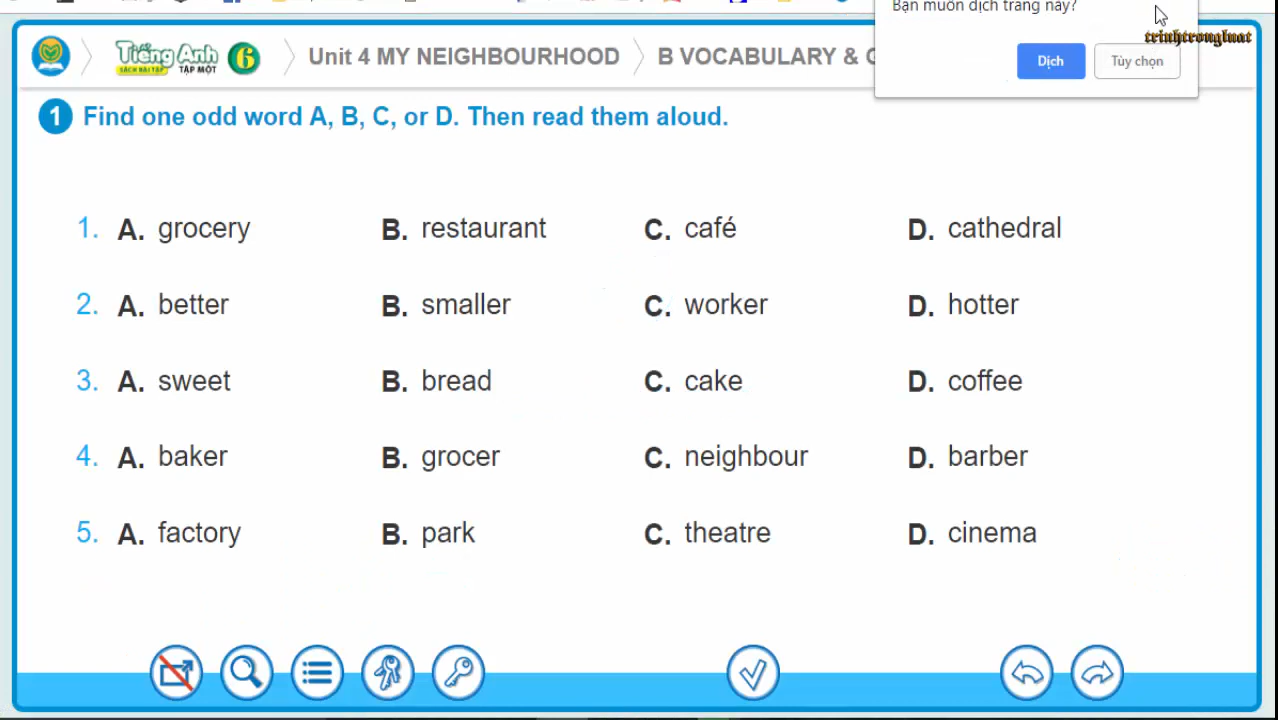 Bạn muốn dịch trang này?
trinhtrongluat
Dịch
Tùy chọn
Tiếng Anh 6
SÁCH BÀI TẬP TẬP MỘT
Unit 4 MY NEIGHBOURHOOD
B VOCABULARY &
1 Find one odd word A, B, C, or D. Then read them aloud.
1. A. grocery B. restaurant C. café D. cathedral
2. A. better B. smaller C. worker D. hotter
3. A. sweet B. bread C. cake D. coffee
4. A. baker B. grocer C. neighbour D. barber
5. A. factory B. park C. theatre D. cinema